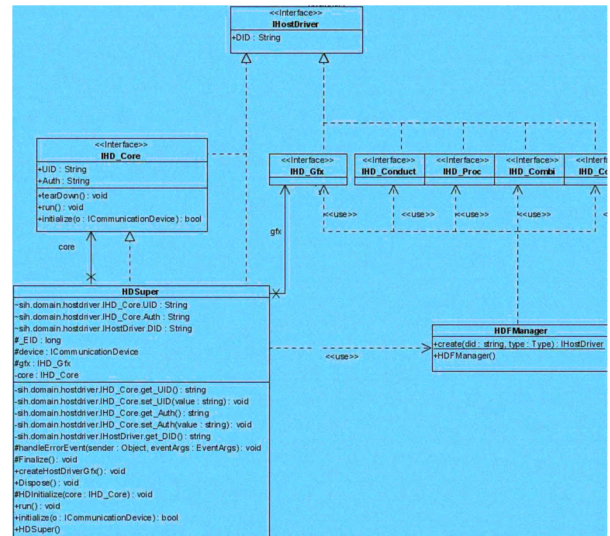 <<Interface>>
IHostDriver
+DID : String
<<Interface>>
IHD_Core
+UID : String
+Auth : String
+tearDown() : void
+run() : void
+initialize(o : ICommunicationDevice) : bool
<<Interface>>
IHD_Gfx
<<Interface>>
IHD_Conduct
<<Interface>>
IHD_Proc
<<Interface>>
IHD_Combi
core
gfx
<<use>>
<<use>>
<<use>>
<<use>>
HDSuper
~sih.domain.hostdriver.IHD_Core.UID : String
~sih.domain.hostdriver.IHD_Core.Auth : String
~sih.domain.hostdriver.IHostDriver.DID : String
#_EID : long
#device : ICommunicationDevice
#gfx : IHD_Gfx
-core : IHD_Core
-sih.domain.hostdriver.IHD_Core.get_UID() : string
-sih.domain.hostdriver.IHD_Core.set_UID(value : string) : void
-sih.domain.hostdriver.IHD_Core.get_Auth() : string
-sih.domain.hostdriver.IHD_Core.set_Auth(value : string) : void
-sih.domain.hostdriver.IHostDriver.get_DID() : string
#handleErrorEvent(sender : Object, eventArgs : EventArgs) : void
#Finalize() : void
+createHostDriverGfx() : void
+Dispose() : void
#HDInitialize(core : IHD_Core) : void
+run() : void
+initialize(o : ICommunicationDevice) : bool
+HDSuper()
<<use>>
HDFManager
+create(did : string, type : Type) : IHostDriver
+HDFManager()